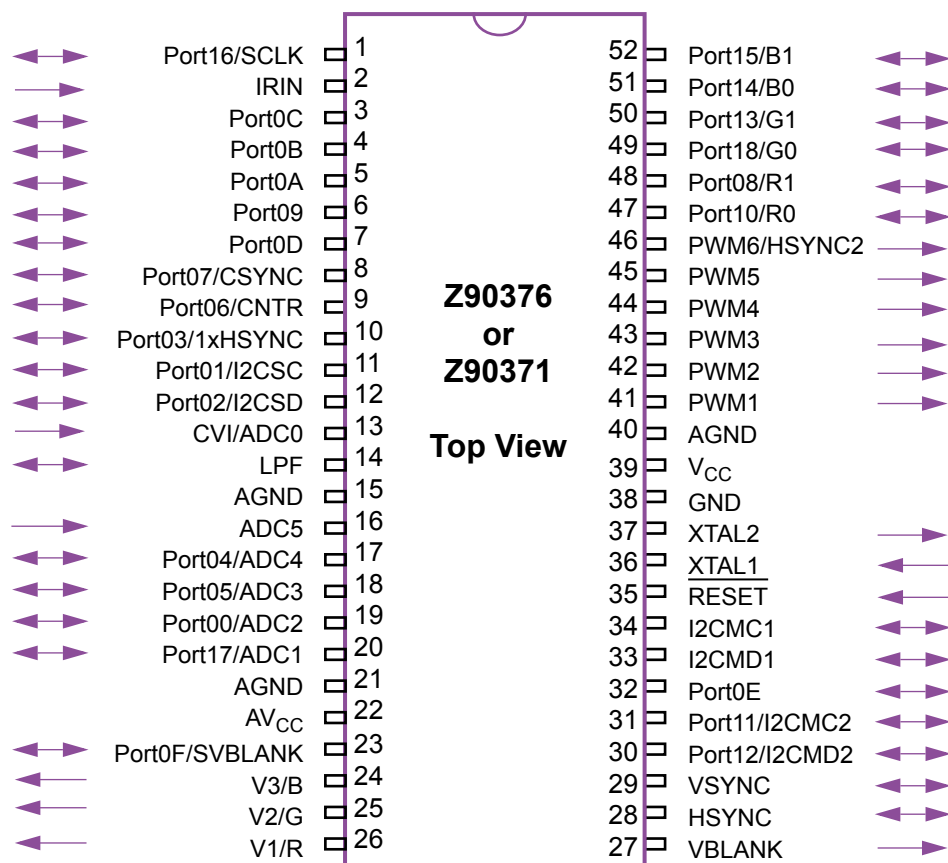 Port16/SCLK 1
IRIN 2
Port0C 3
Port0B 4
Port0A 5
Port09 6
Port0D 7
Port07/CSYNC 8
Port06/CNTR 9
Port03/1xHSYNC 10
Port01/I2CSC 11
Port02/I2CSD 12
CVI/ADC0 13
LPF 14
AGND 15
ADC5 16
Port04/ADC4 17
Port05/ADC3 18
Port00/ADC2 19
Port17/ADC1 20
AGND 21
AVCC 22
Port0F/SVBLANK 23
V3/B 24
V2/G 25
V1/R 26
Z90376
or
Z90371
Top View
52 Port15/B1
51 Port14/B0
50 Port13/G1
49 Port18/G0
48 Port08/R1
47 Port10/R0
46 PWM6/HSYNC2
45 PWM5
44 PWM4
43 PWM3
42 PWM2
41 PWM1
40 AGND
39 VCC
38 GND
37 XTAL2
36 XTAL1
35 RESET
34 I2CMC1
33 I2CMD1
32 Port0E
31 Port11/I2CMC2
30 Port12/I2CMD2
29 VSYNC
28 HSYNC
27 VBLANK